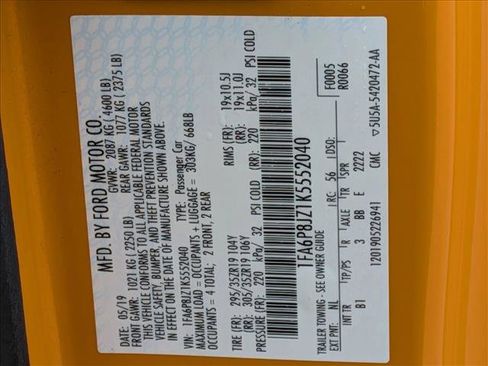 MFD. BY FORD MOTOR CO.
05/19 GVWR: 2087 KG (4600 LB)
FRONT GAWR: 1021 KG (2250 LB) REAR GAWR: 1077 KG (2375 LB)
THIS VEHICLE CONFORMS TO ALL APPLICABLE FEDERAL MOTOR
VEHICLE SAFETY, BUMPER, AND THEFT PREVENTION STANDARDS
IN EFFECT ON THE DATE OF MANUFACTURE SHOWN ABOVE.
VIN: 1FA6P8JZ1K5552040 TYPE: Passenger Car
MAXIMUM LOAD = OCCUPANTS + LUGGAGE = 303KG/ 668LB
OCCUPANTS = 4 TOTAL; 2 FRONT, 2 REAR
TIRE (FR): 295/35ZR19 104Y RIMS (FR): 19x10.5J
(RR): 305/35ZR19 106Y (RR): 19x11.0J
PRESSURE (FR): 220 kPa/ 32 PSI COLD (RR): 220 kPa/ 32 PSI COLD
1FA6P8JZ1K5552040
F0005
R0066
TRAILER TOWING - SEE OWNER GUIDE
EXT PNT: NL RC: 56 DSO:
INT TR TP/PS R AXLE TR SPR
B1 3 BB E 2222
1201905226941 CMC ▽5U5A-5420472-AA